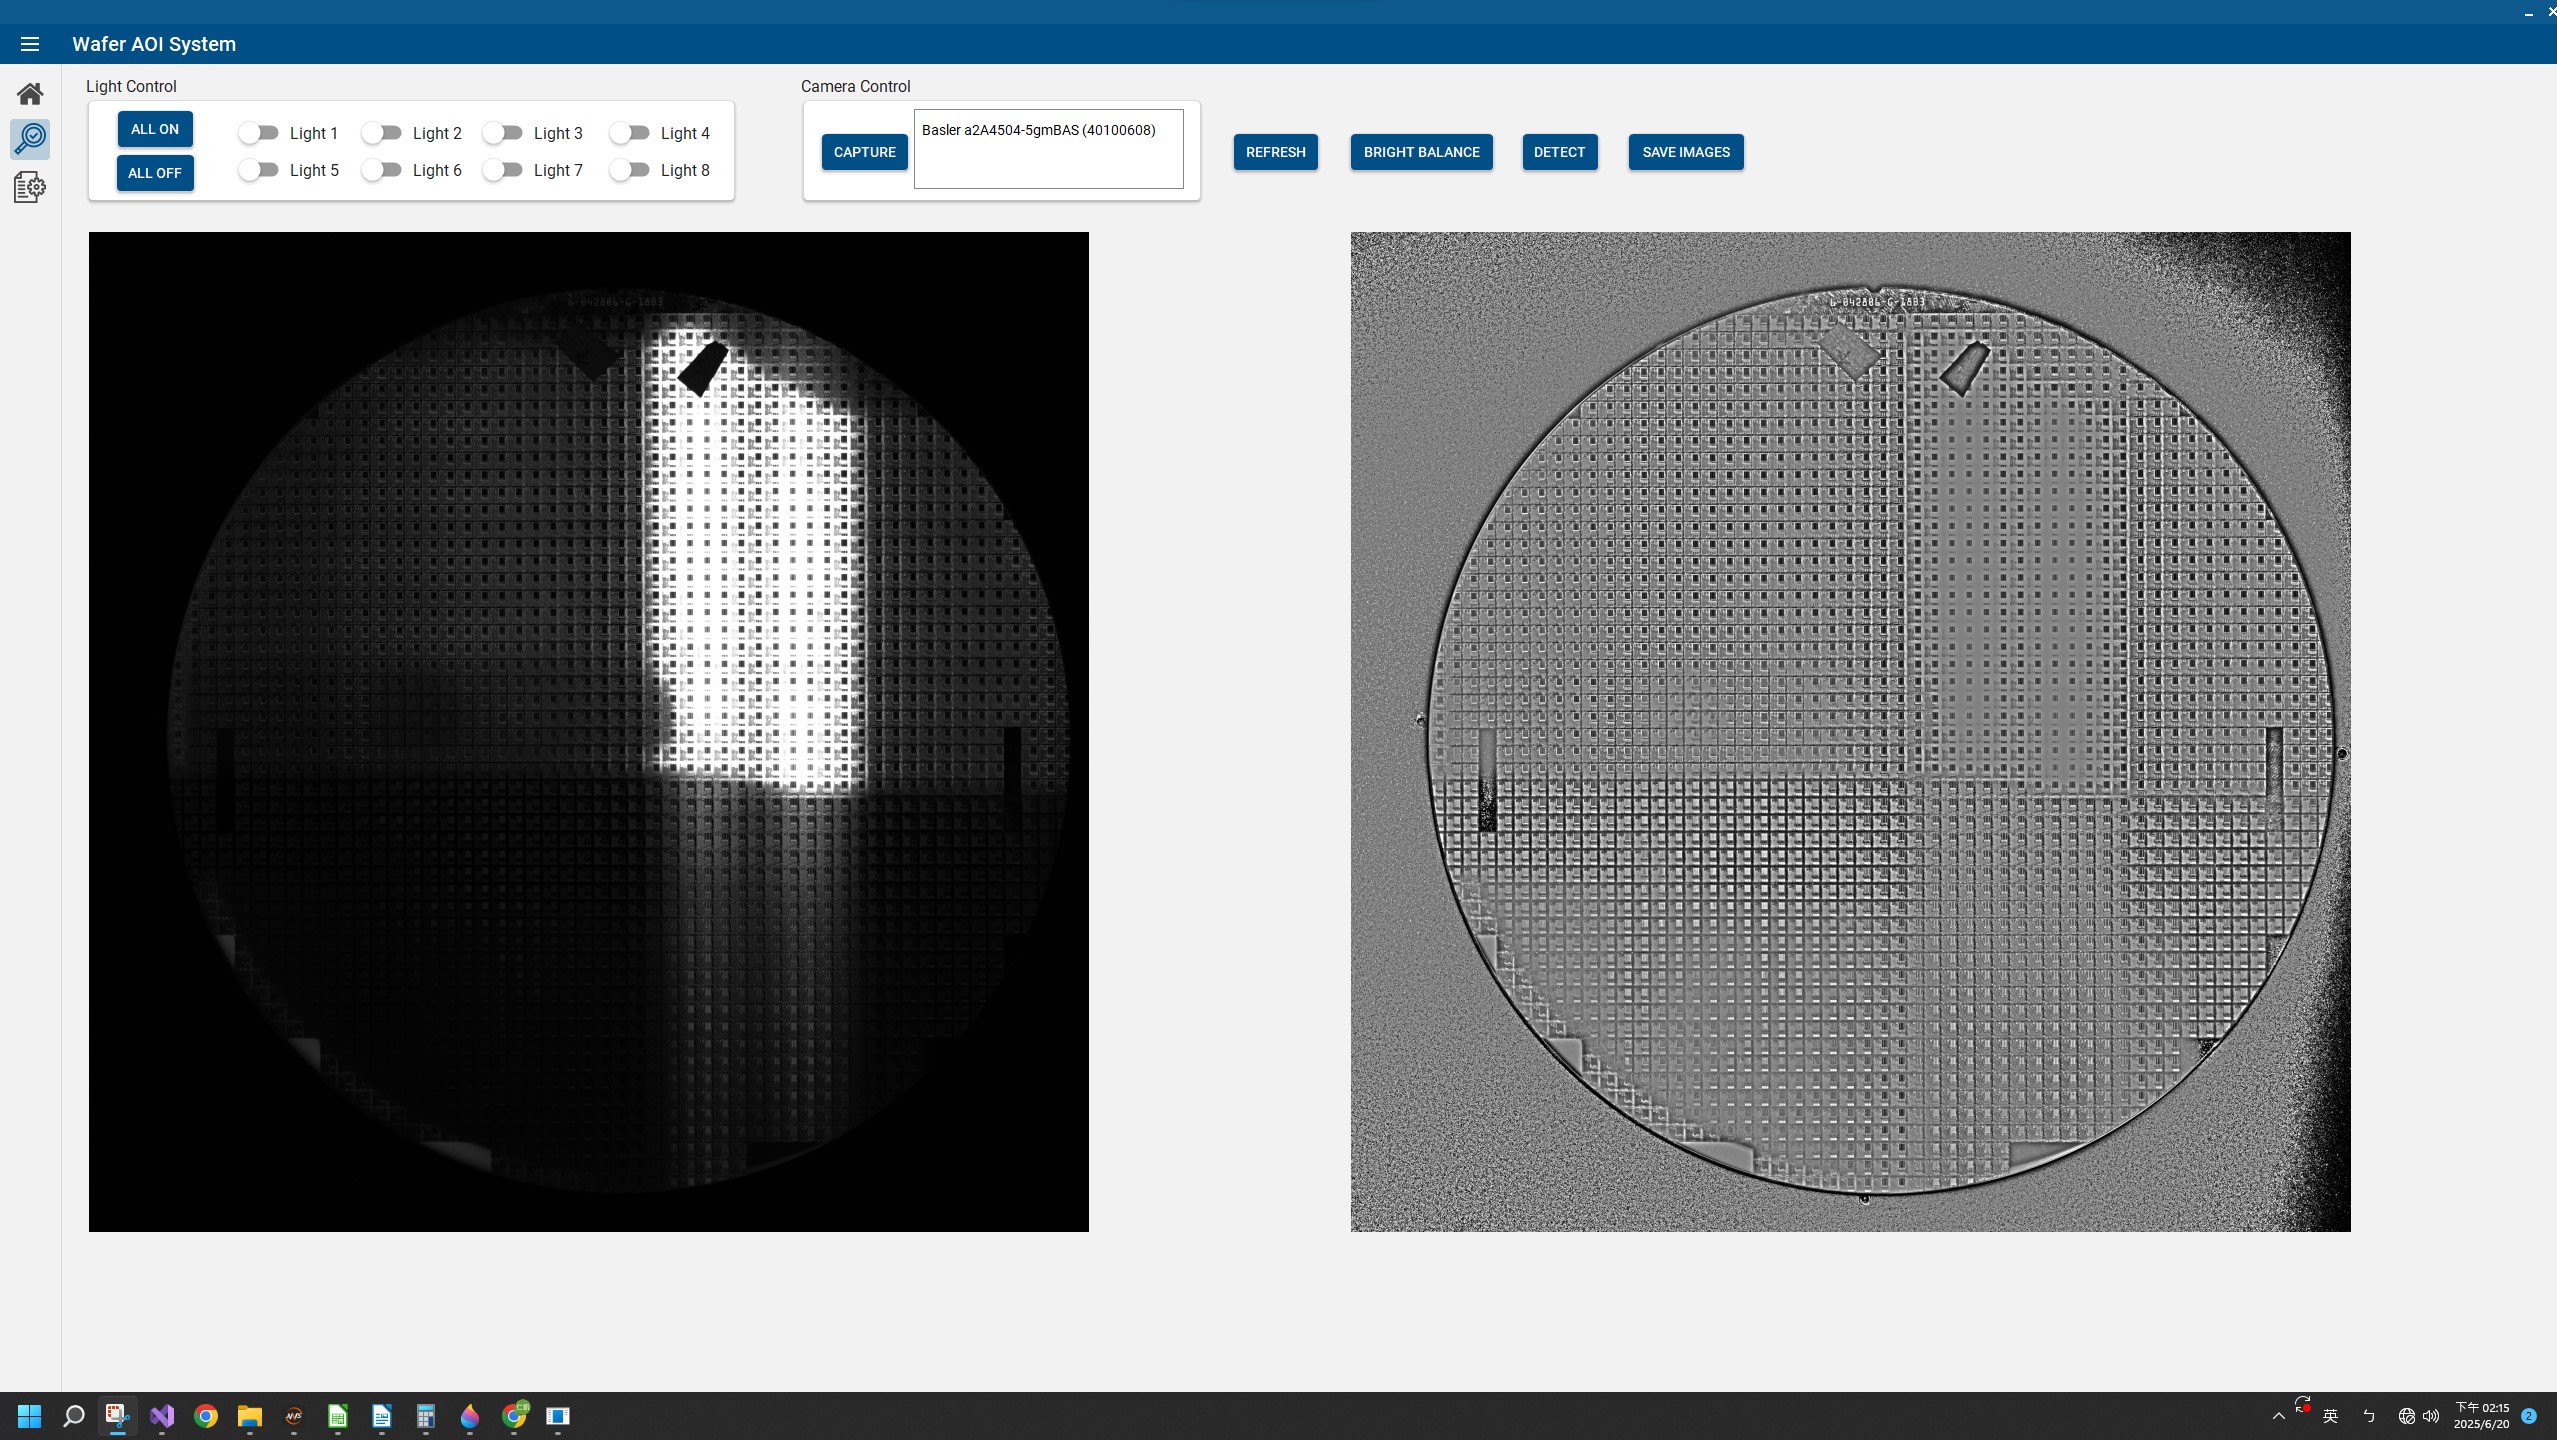 Wafer AOI System
Light Control
Camera Control
ALL ON
Light 1
Light 2
Light 3
Light 4
Basler a2A4504-5gmBAS (40100608)
CAPTURE
REFRESH
BRIGHT BALANCE
DETECT
SAVE IMAGES
ALL OFF
Light 5
Light 6
Light 7
Light 8
下午 02:15
英
ㄣ
2025/6/20
2